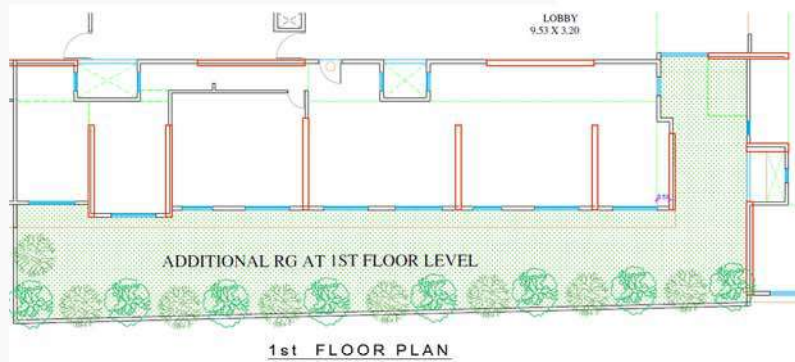 LOBBY
9.53 X 3.20
ADDITIONAL RG AT 1ST FLOOR LEVEL
1st FLOOR PLAN